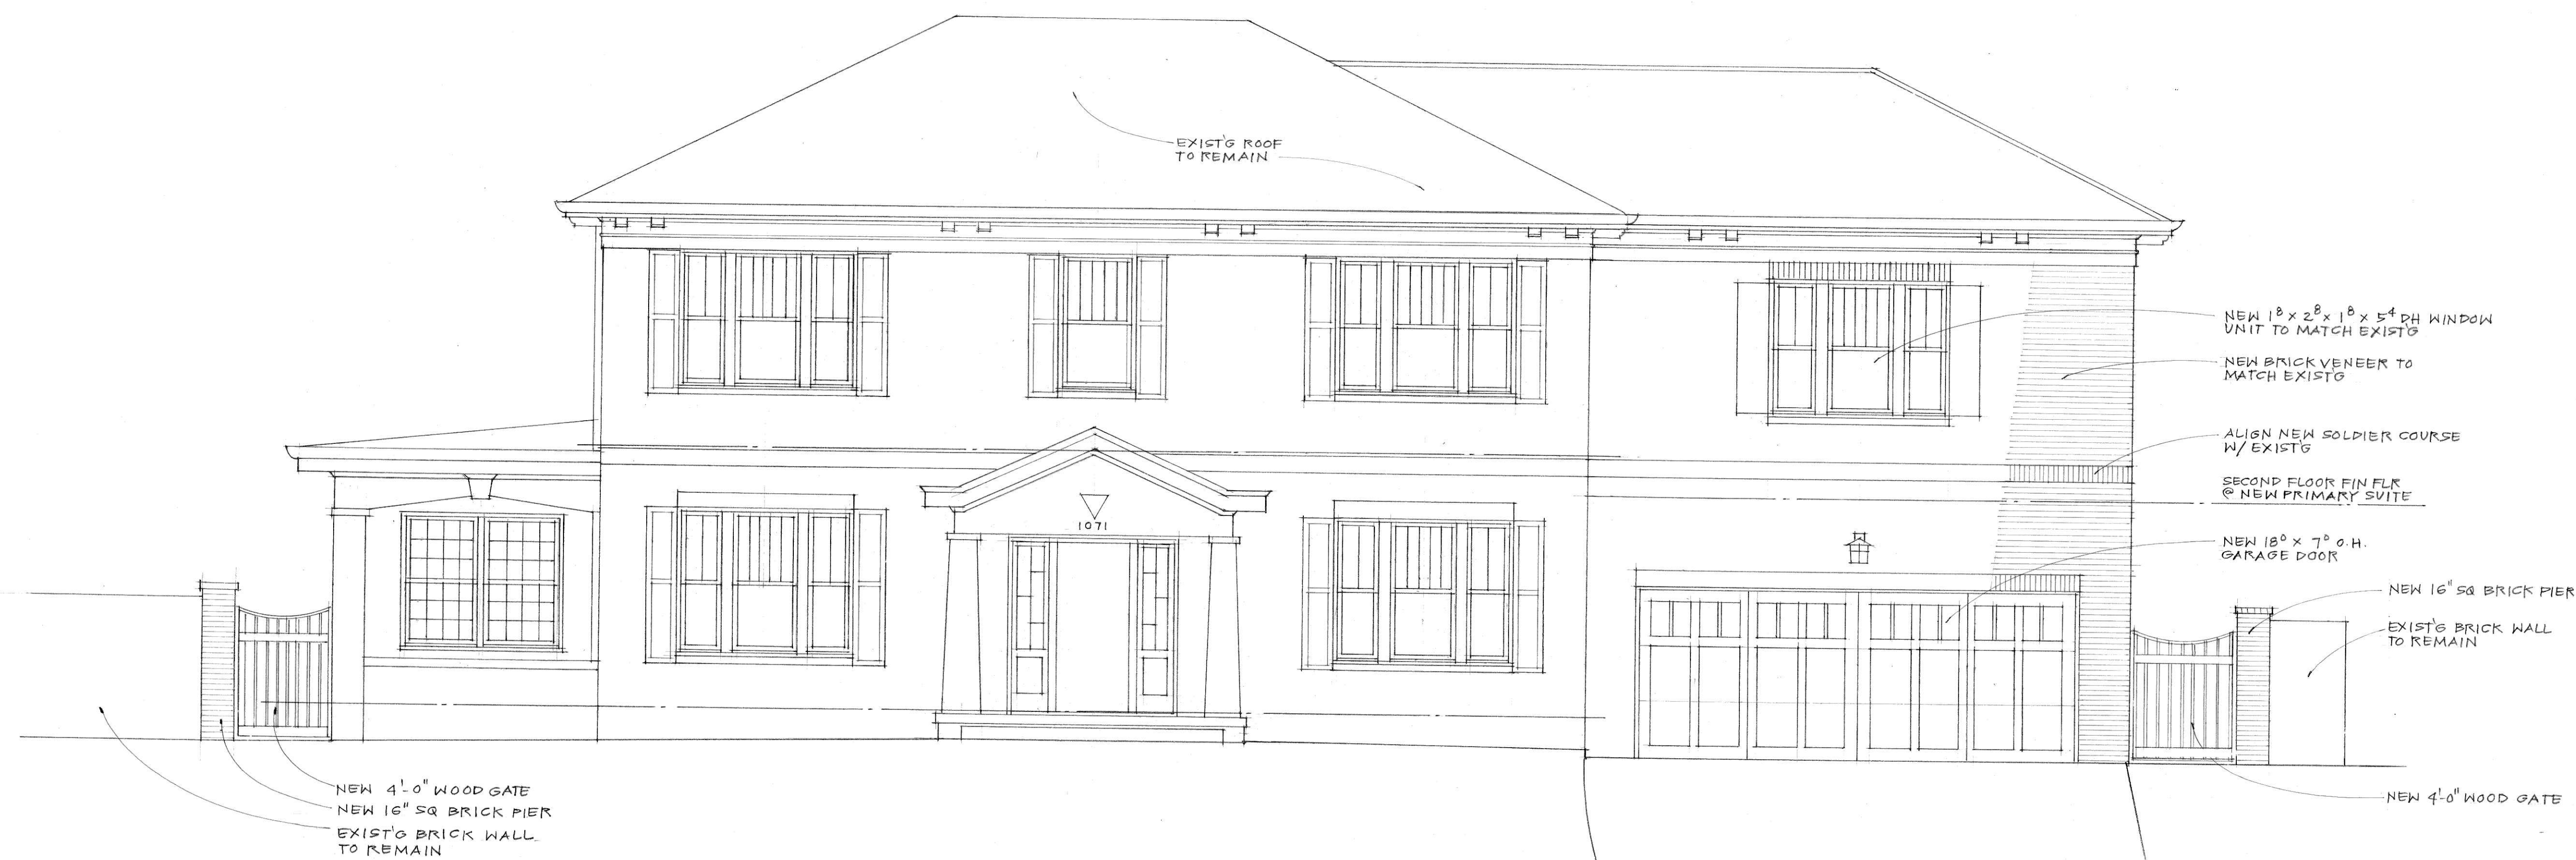 EXIST'G ROOF
TO REMAIN
NEW 1⁸ x 2⁸ x 1⁸ x 5⁴ DH WINDOW
UNIT TO MATCH EXIST'G
NEW BRICK VENEER TO
MATCH EXIST'G
ALIGN NEW SOLDIER COURSE
W/ EXIST'G
SECOND FLOOR FIN FLR
@ NEW PRIMARY SUITE
1071
NEW 18⁰ x 7⁰ O.H.
GARAGE DOOR
NEW 16" SQ BRICK PIER
EXIST'G BRICK WALL
TO REMAIN
NEW 4'-0" WOOD GATE
NEW 16" SQ BRICK PIER
EXIST'G BRICK WALL
TO REMAIN
NEW 4'-0" WOOD GATE